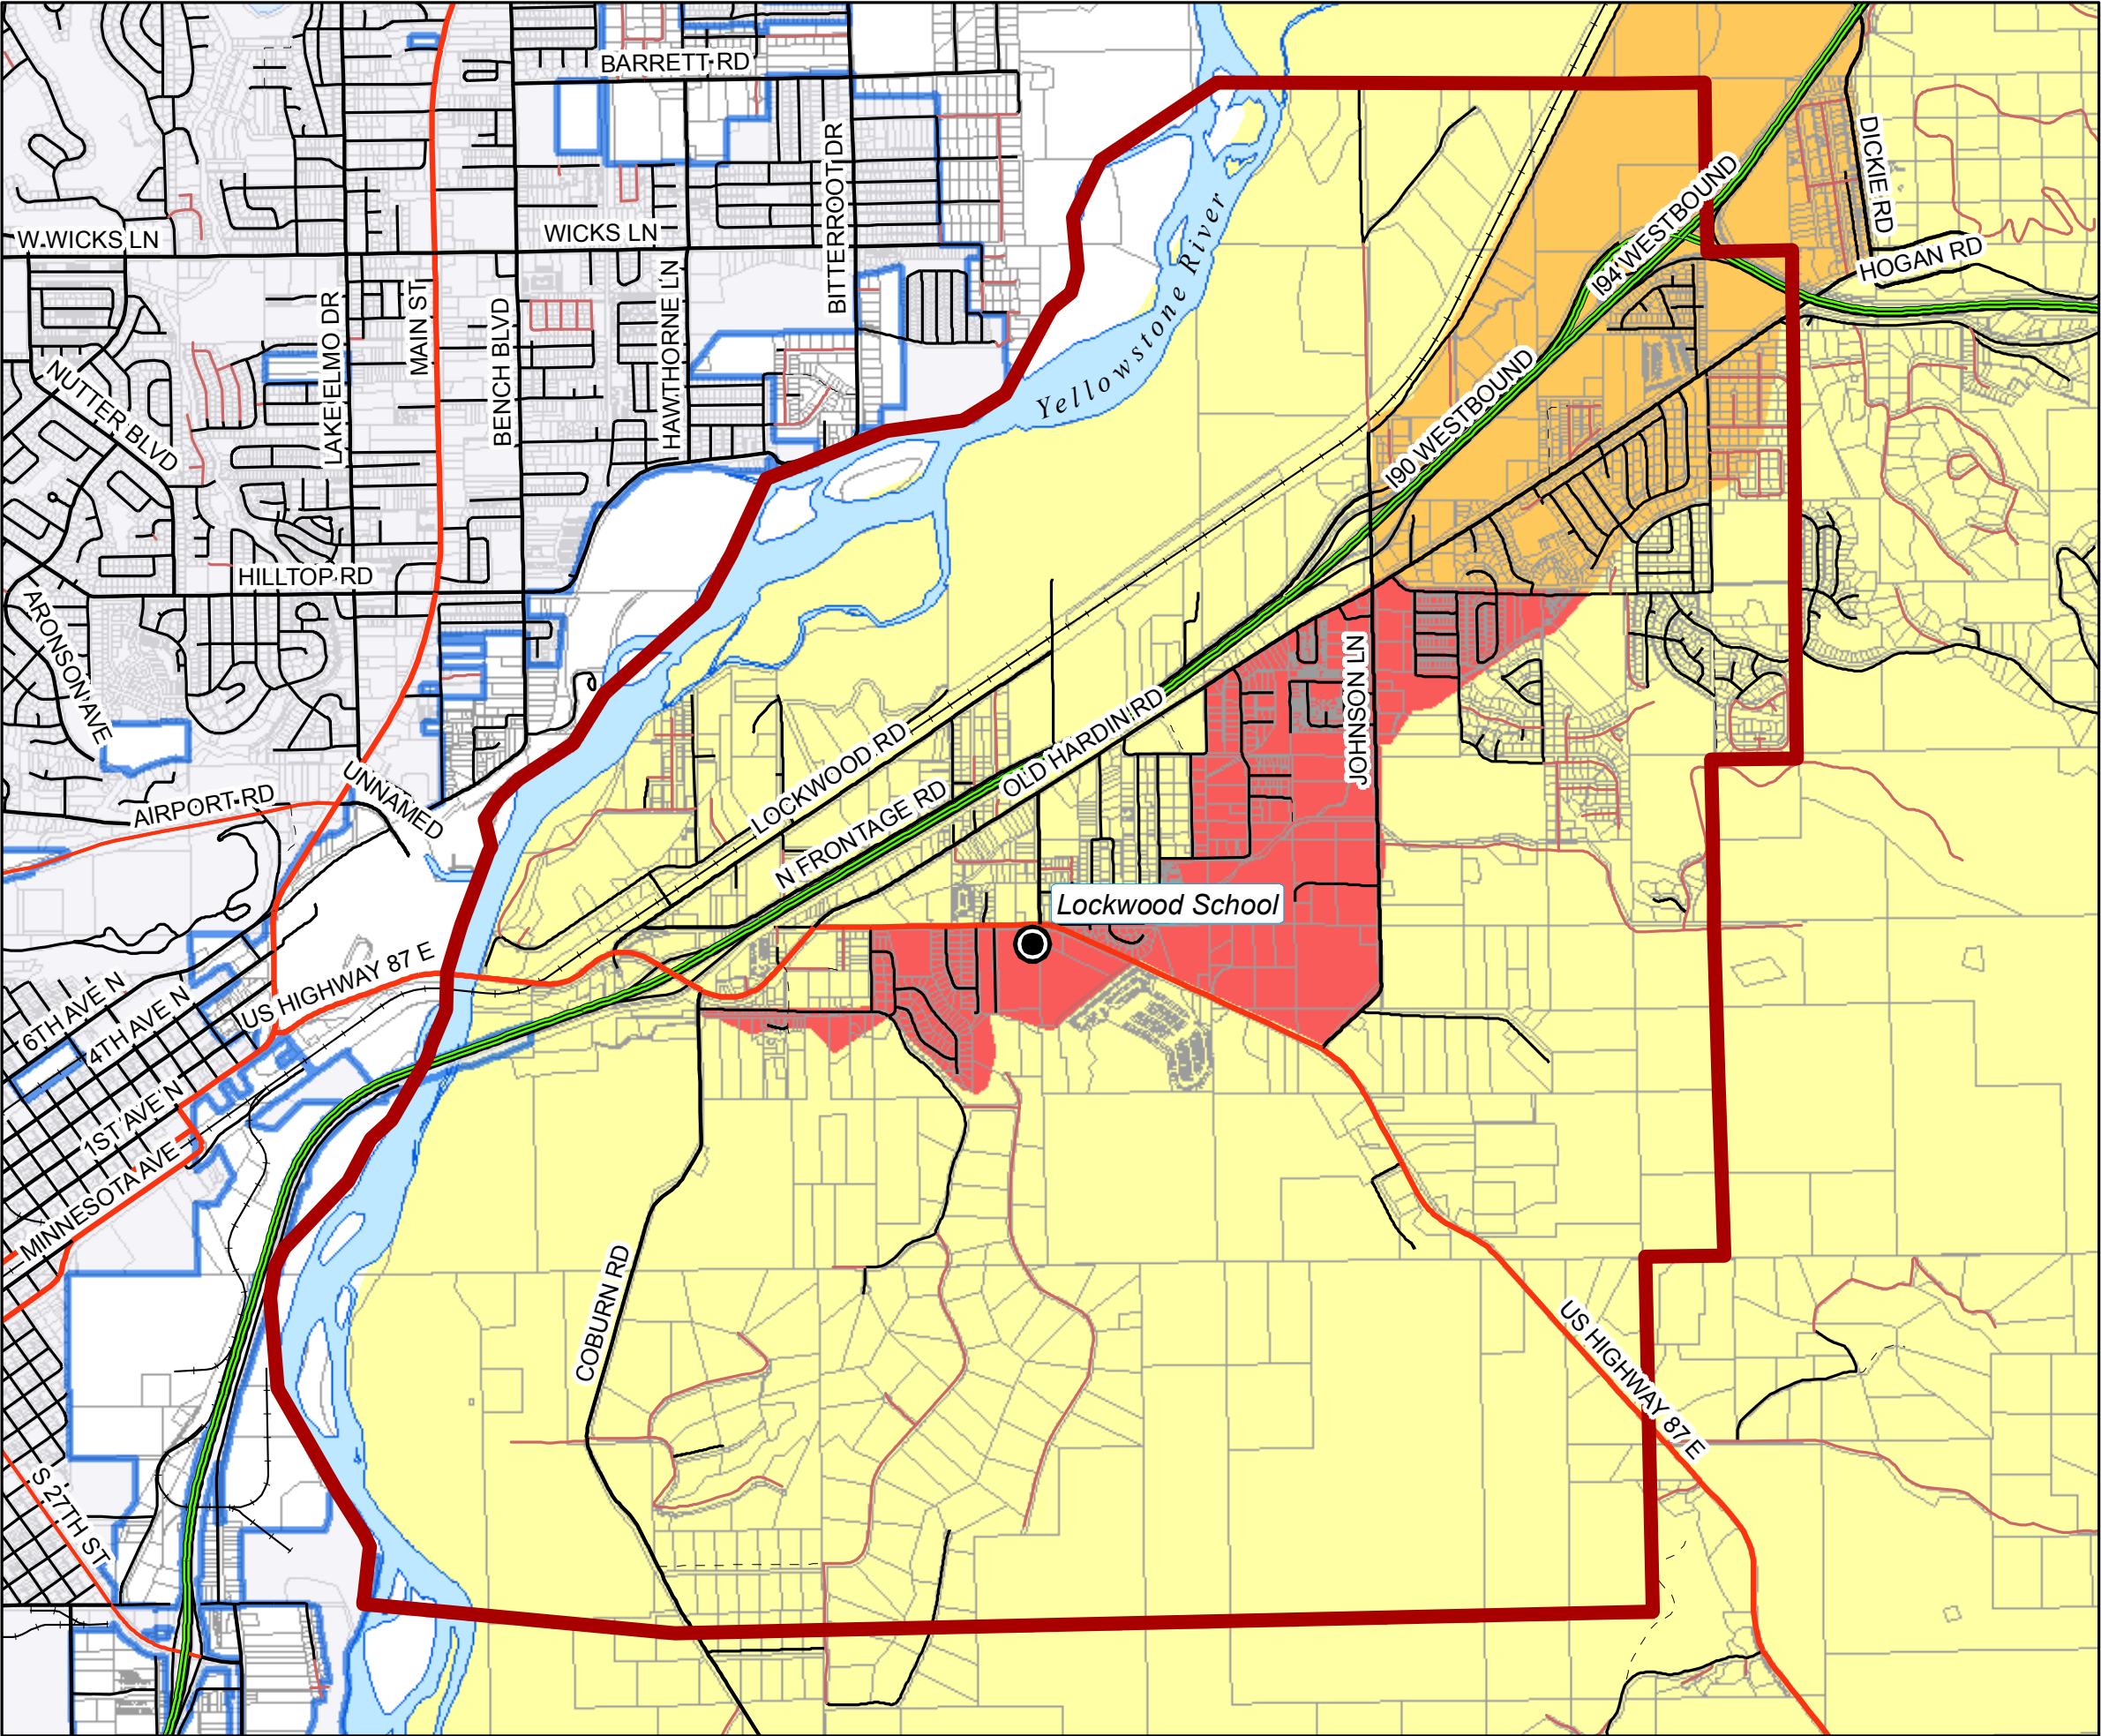 BARRETT RD
BITTERROOT DR
DICKIE RD
W WICKS LN
WICKS LN
I94 WESTBOUND
HOGAN RD
Yellowstone River
LAKE ELMO DR
MAIN ST
BENCH BLVD
HAWTHORNE LN
NUTTER BLVD
I90 WESTBOUND
HILLTOP RD
ARONSON AVE
JOHNSON LN
LOCKWOOD RD
OLD HARDIN RD
UNNAMED
AIRPORT RD
N FRONTAGE RD
Lockwood School
6TH AVE N
4TH AVE N
US HIGHWAY 87 E
1ST AVE N
MINNESOTA AVE
COBURN RD
US HIGHWAY 87 E
S 27TH ST